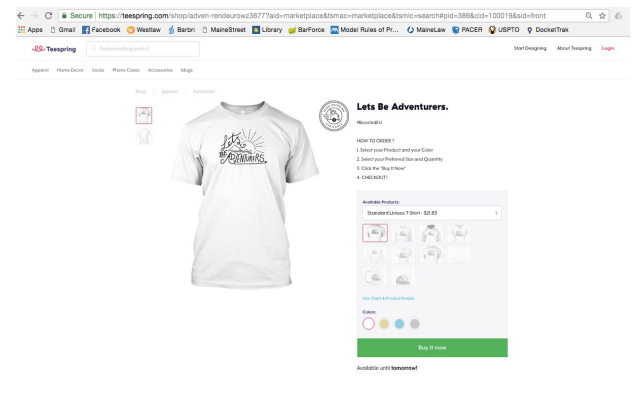 Secure | https://teespring.com/shop/adven-rendeurowz3677?aid=marketplace&tsmac=marketplace&tsmic=search#pid=389&cid=100019&sid=front
Apps Gmail Facebook Westlaw Barbri MaineStreet Library BarForce Model Rules of Pr... MaineLaw PACER USPTO DocketTrak
Teespring Find something perfect Start Designing About Teespring Login
Apparel Home Decor Socks Phone Cases Accessories Mugs
Shop Apparel Adventure!
Lets Be Adventurers.
#BoostedEU
HOW TO ORDER ?
1. Select your Product and your Color
2. Select your Preferred Size and Quantity
3. Click the "Buy It Now"
4. CHECKOUT!
Let's
BE ADVENTURERS.
Available Products:
Standard Unisex T-Shirt - $21.85
Size Chart & Product Details
Colors:
Buy it now
Available until tomorrow!